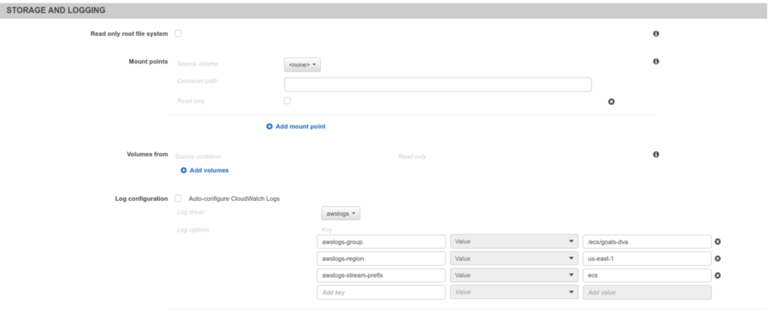 STORAGE AND LOGGING
Read only root file system
Mount points
Source volume
<none>
Container path
Read only
Add mount point
Volumes from
Source container Read only
Add volumes
Log configuration Auto-configure CloudWatch Logs
Log driver
awslogs
Log options Key
awslogs-group Value /ecs/goals-dva
awslogs-region Value us-east-1
awslogs-stream-prefix Value ecs
Add key Value Add value